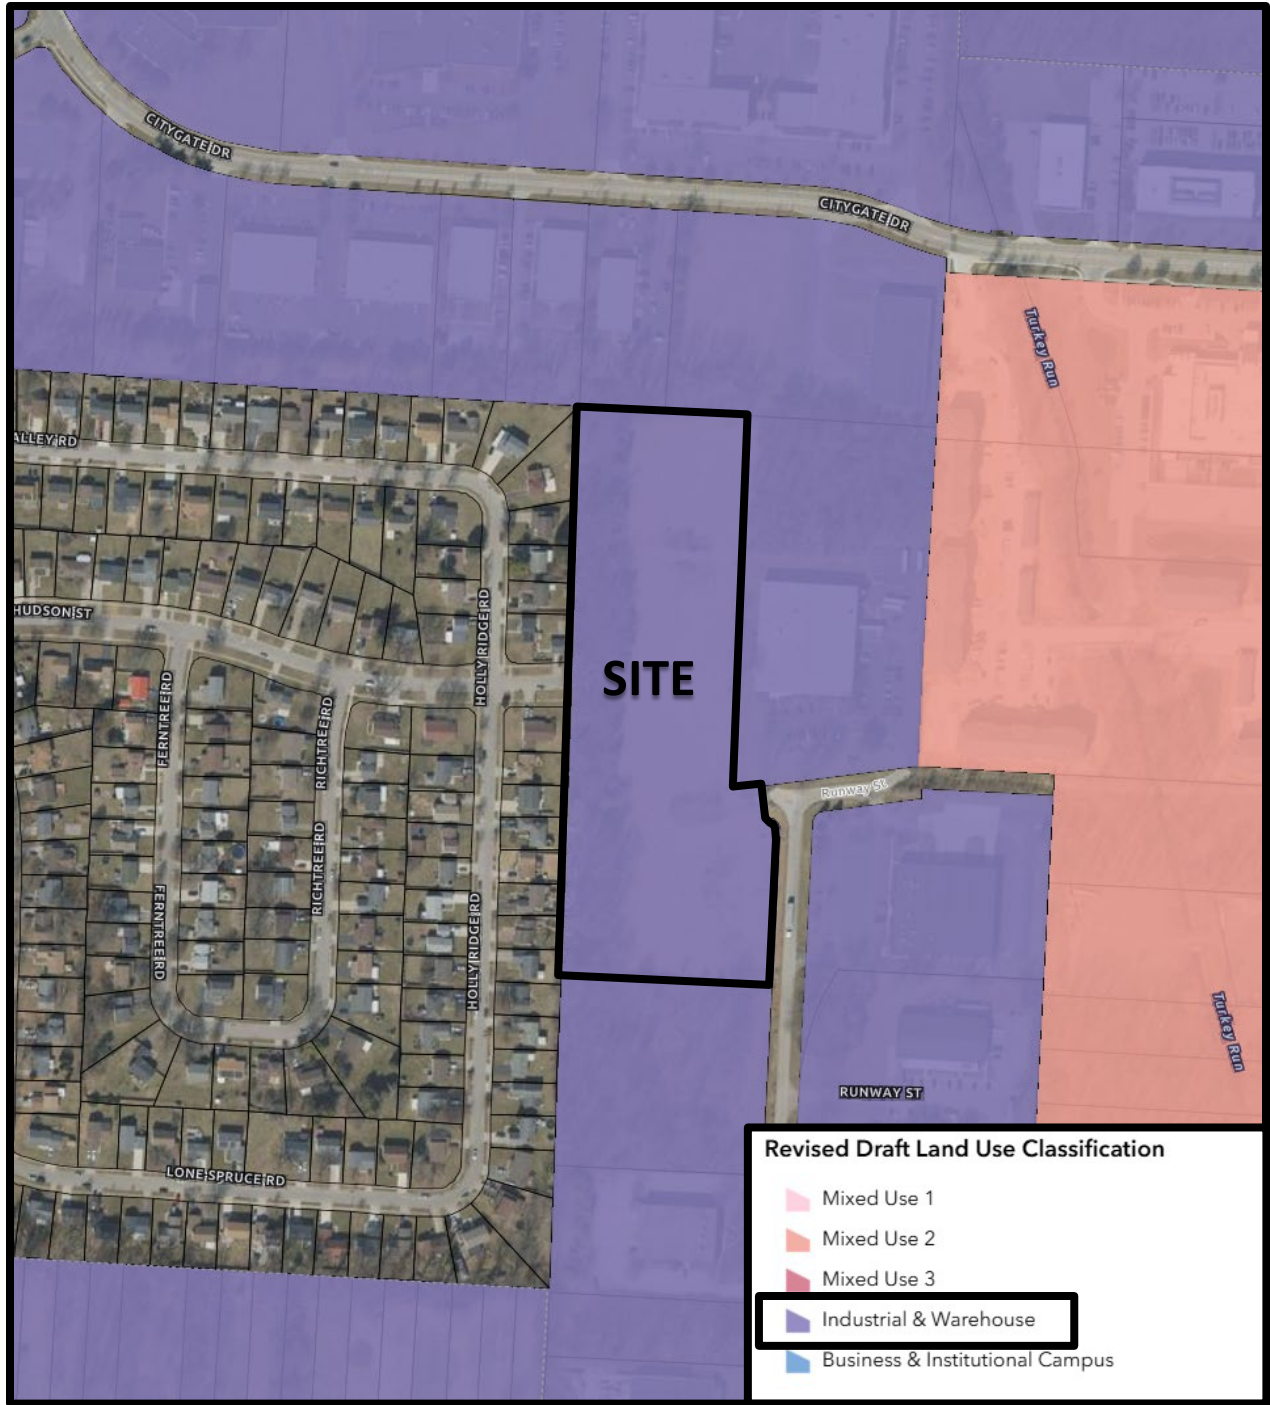 CITYGATE DR
CITYGATE DR
Turkey Run
ALLEY RD
HUDSON ST
HOLLY RIDGE RD
SITE
FERNTREE RD
RICHTREE RD
Runway St
RICHTREE RD
FERNTREE RD
HOLLY RIDGE RD
Turkey Run
RUNWAY ST
LONE SPRUCE RD
Revised Draft Land Use Classification
Mixed Use 1
Mixed Use 2
Mixed Use 3
Industrial & Warehouse
Business & Institutional Campus